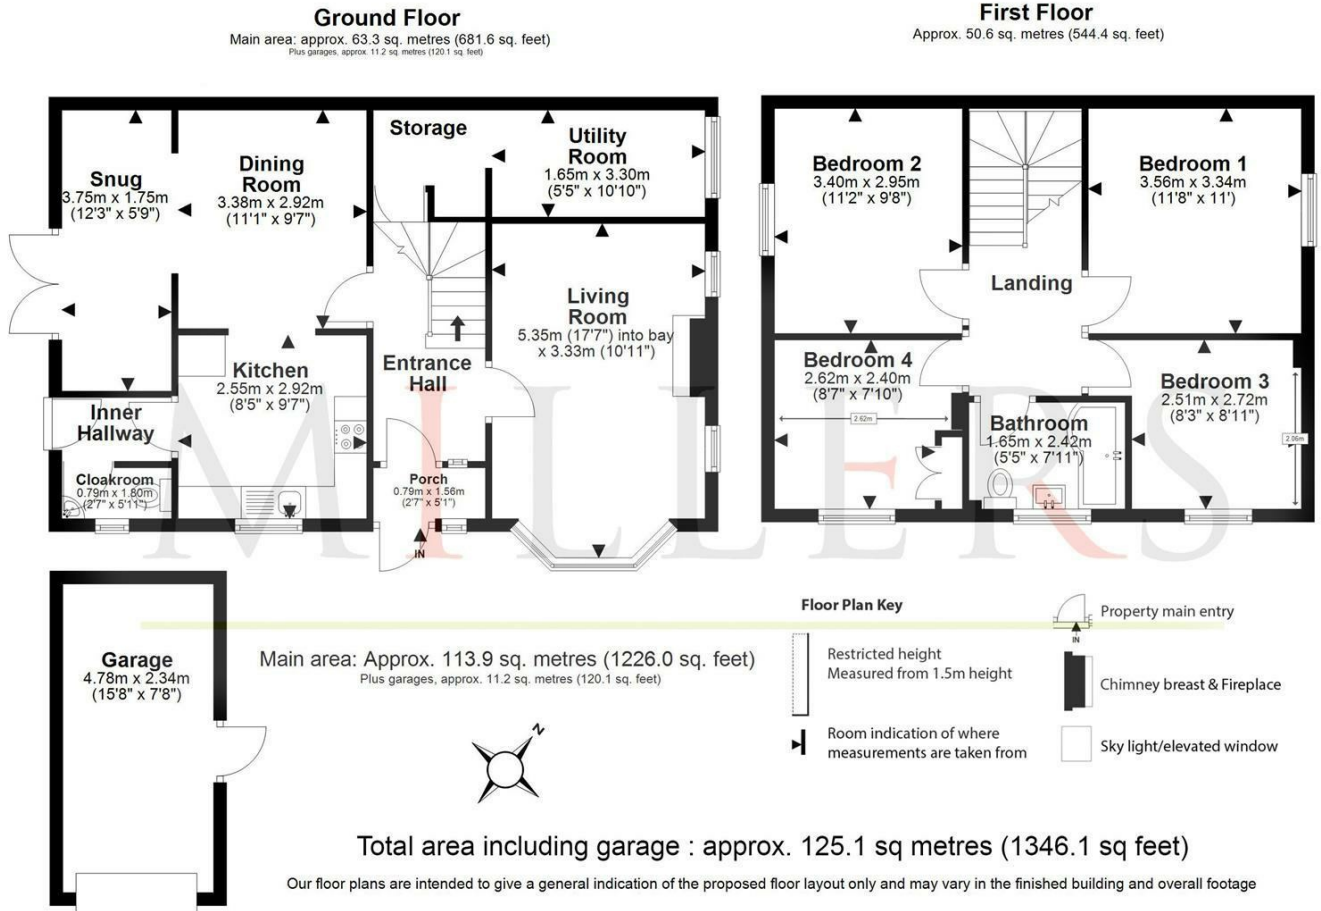 Ground Floor
Main area: approx. 63.3 sq. metres (681.6 sq. feet)
Plus garages, approx. 11.2 sq. metres (120.1 sq. feet)
First Floor
Approx. 50.6 sq. metres (544.4 sq. feet)
Snug
3.75m x 1.75m
(12'3" x 5'9")
Dining
Room
3.38m x 2.92m
(11'1" x 9'7")
Storage
Utility
Room
1.65m x 3.30m
(5'5" x 10'10")
Living
Room
5.35m (17'7") into bay
x 3.33m (10'11")
Kitchen
2.55m x 2.92m
(8'5" x 9'7")
Entrance
Hall
Inner
Hallway
Cloakroom
0.79m x 1.80m
(2'7" x 5'11")
Porch
0.79m x 1.56m
(2'7" x 5'1")
IN
Bedroom 2
3.40m x 2.95m
(11'2" x 9'8")
Bedroom 1
3.56m x 3.34m
(11'8" x 11')
Landing
Bedroom 4
2.62m x 2.40m
(8'7" x 7'10")
2.62m
Bathroom
1.65m x 2.42m
(5'5" x 7'11")
Bedroom 3
2.51m x 2.72m
(8'3" x 8'11")
2.06m
MILLERS
Garage
4.78m x 2.34m
(15'8" x 7'8")
Main area: Approx. 113.9 sq. metres (1226.0 sq. feet)
Plus garages, approx. 11.2 sq. metres (120.1 sq. feet)
N
Floor Plan Key
Restricted height
Measured from 1.5m height
Room indication of where
measurements are taken from
Property main entry
IN
Chimney breast & Fireplace
Sky light/elevated window
Total area including garage : approx. 125.1 sq metres (1346.1 sq feet)
Our floor plans are intended to give a general indication of the proposed floor layout only and may vary in the finished building and overall footage